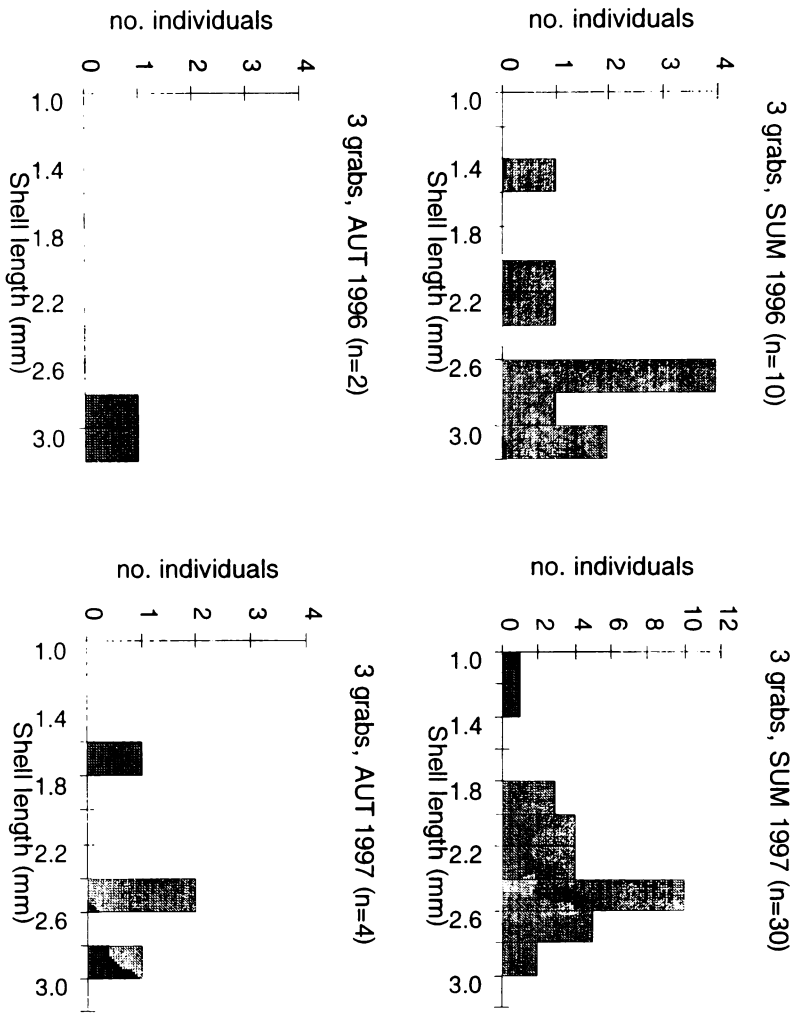 3 grabs, SUM 1996 (n=10)
no. individuals
4
3
2
1
0
1.0 1.4 1.8 2.2 2.6 3.0
Shell length (mm)
3 grabs, SUM 1997 (n=30)
no. individuals
12
10
8
6
4
2
0
1.0 1.4 1.8 2.2 2.6 3.0
Shell length (mm)
3 grabs, AUT 1996 (n=2)
no. individuals
4
3
2
1
0
1.0 1.4 1.8 2.2 2.6 3.0
Shell length (mm)
3 grabs, AUT 1997 (n=4)
no. individuals
4
3
2
1
0
1.0 1.4 1.8 2.2 2.6 3.0
Shell length (mm)